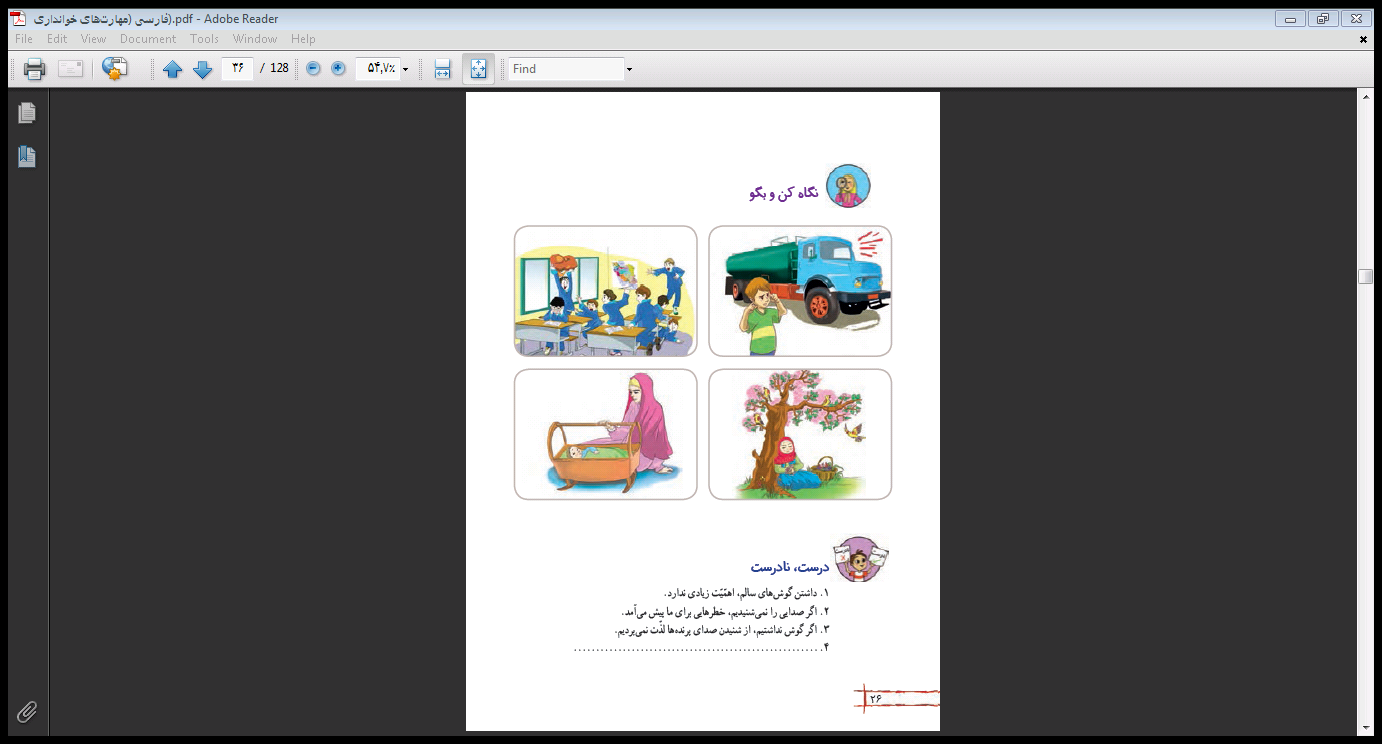 فارسی (مهارت‌های خوانداری).pdf - Adobe Reader
File Edit View Document Tools Window Help
۳۶ / 128 ۵۴٫۷٪ Find
نگاه کن و بگو
درست، نادرست
۱. داشتن گوش‌های سالم، اهمّیّت زیادی ندارد.
۲. اگر صدایی را نمی‌شنیدیم، خطرهایی برای ما پیش می‌آمد.
۳. اگر گوش نداشتیم، از شنیدن صدای پرنده‌ها لذّت نمی‌بردیم.
۴. ........................................................
۲۶